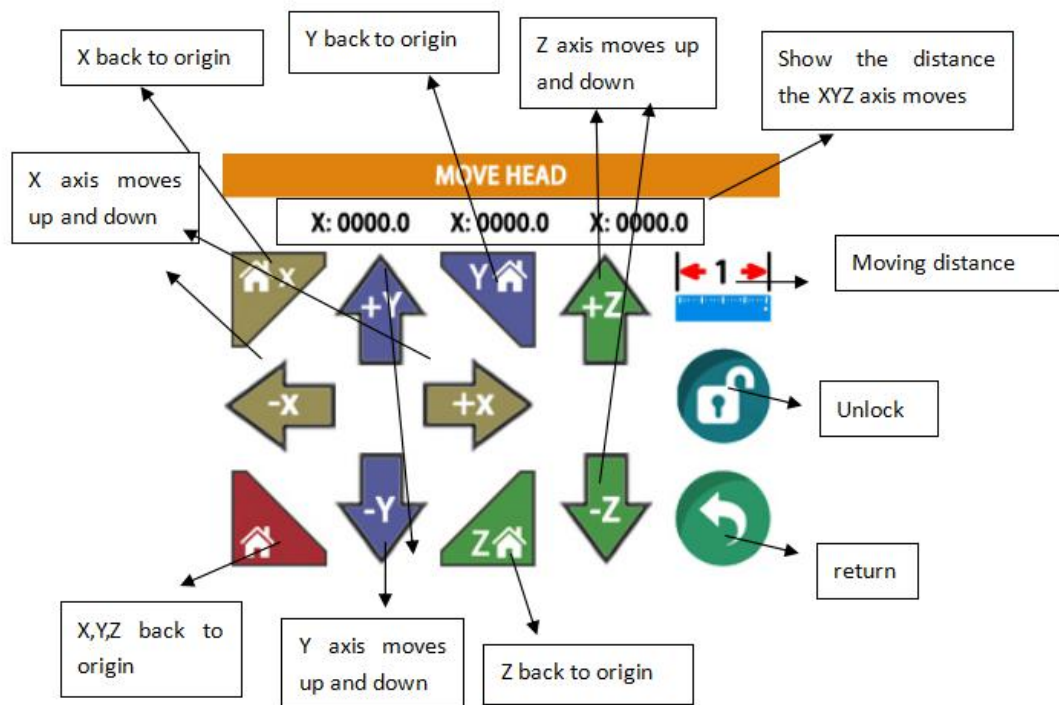 X back to origin
Y back to origin
Z axis moves up
and down
Show the distance
the XYZ axis moves
X axis moves
up and down
MOVE HEAD
X: 0000.0 X: 0000.0 X: 0000.0
X
+Y
Y
+Z
1
Moving distance
-X
+X
Unlock
-Y
Z
-Z
return
X,Y,Z back to
origin
Y axis moves
up and down
Z back to origin